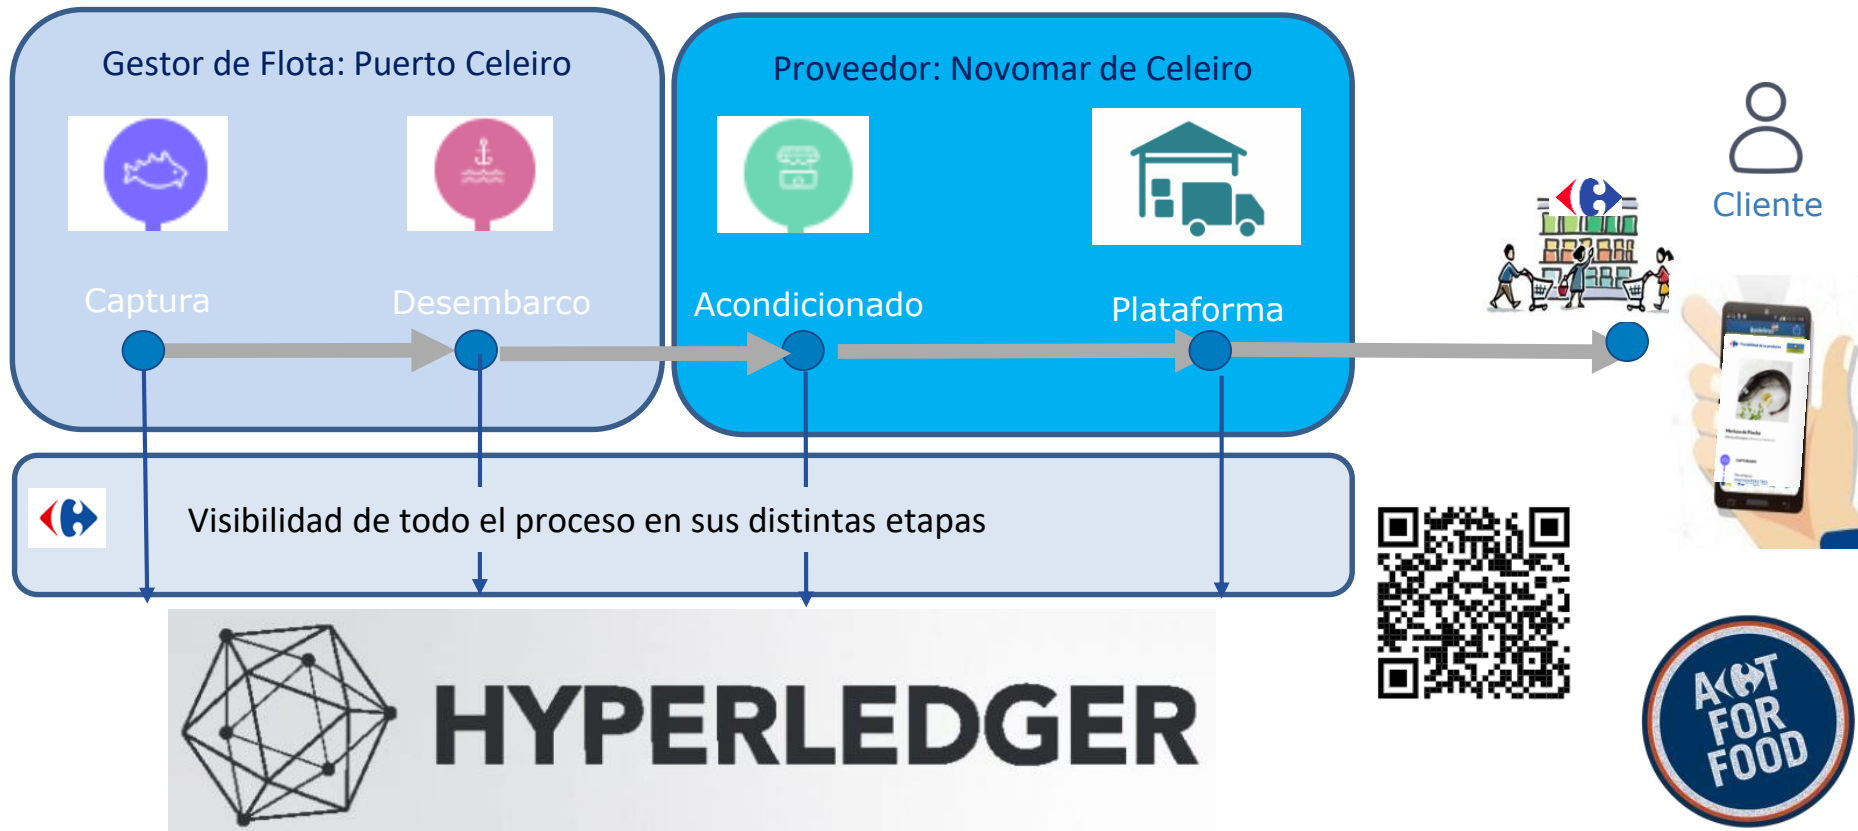 Gestor de Flota: Puerto Celeiro
Proveedor: Novomar de Celeiro
Cliente
Captura
Desembarco
Acondicionado
Plataforma
Visibilidad de todo el proceso en sus distintas etapas
HYPERLEDGER
ACT
FOR
FOOD